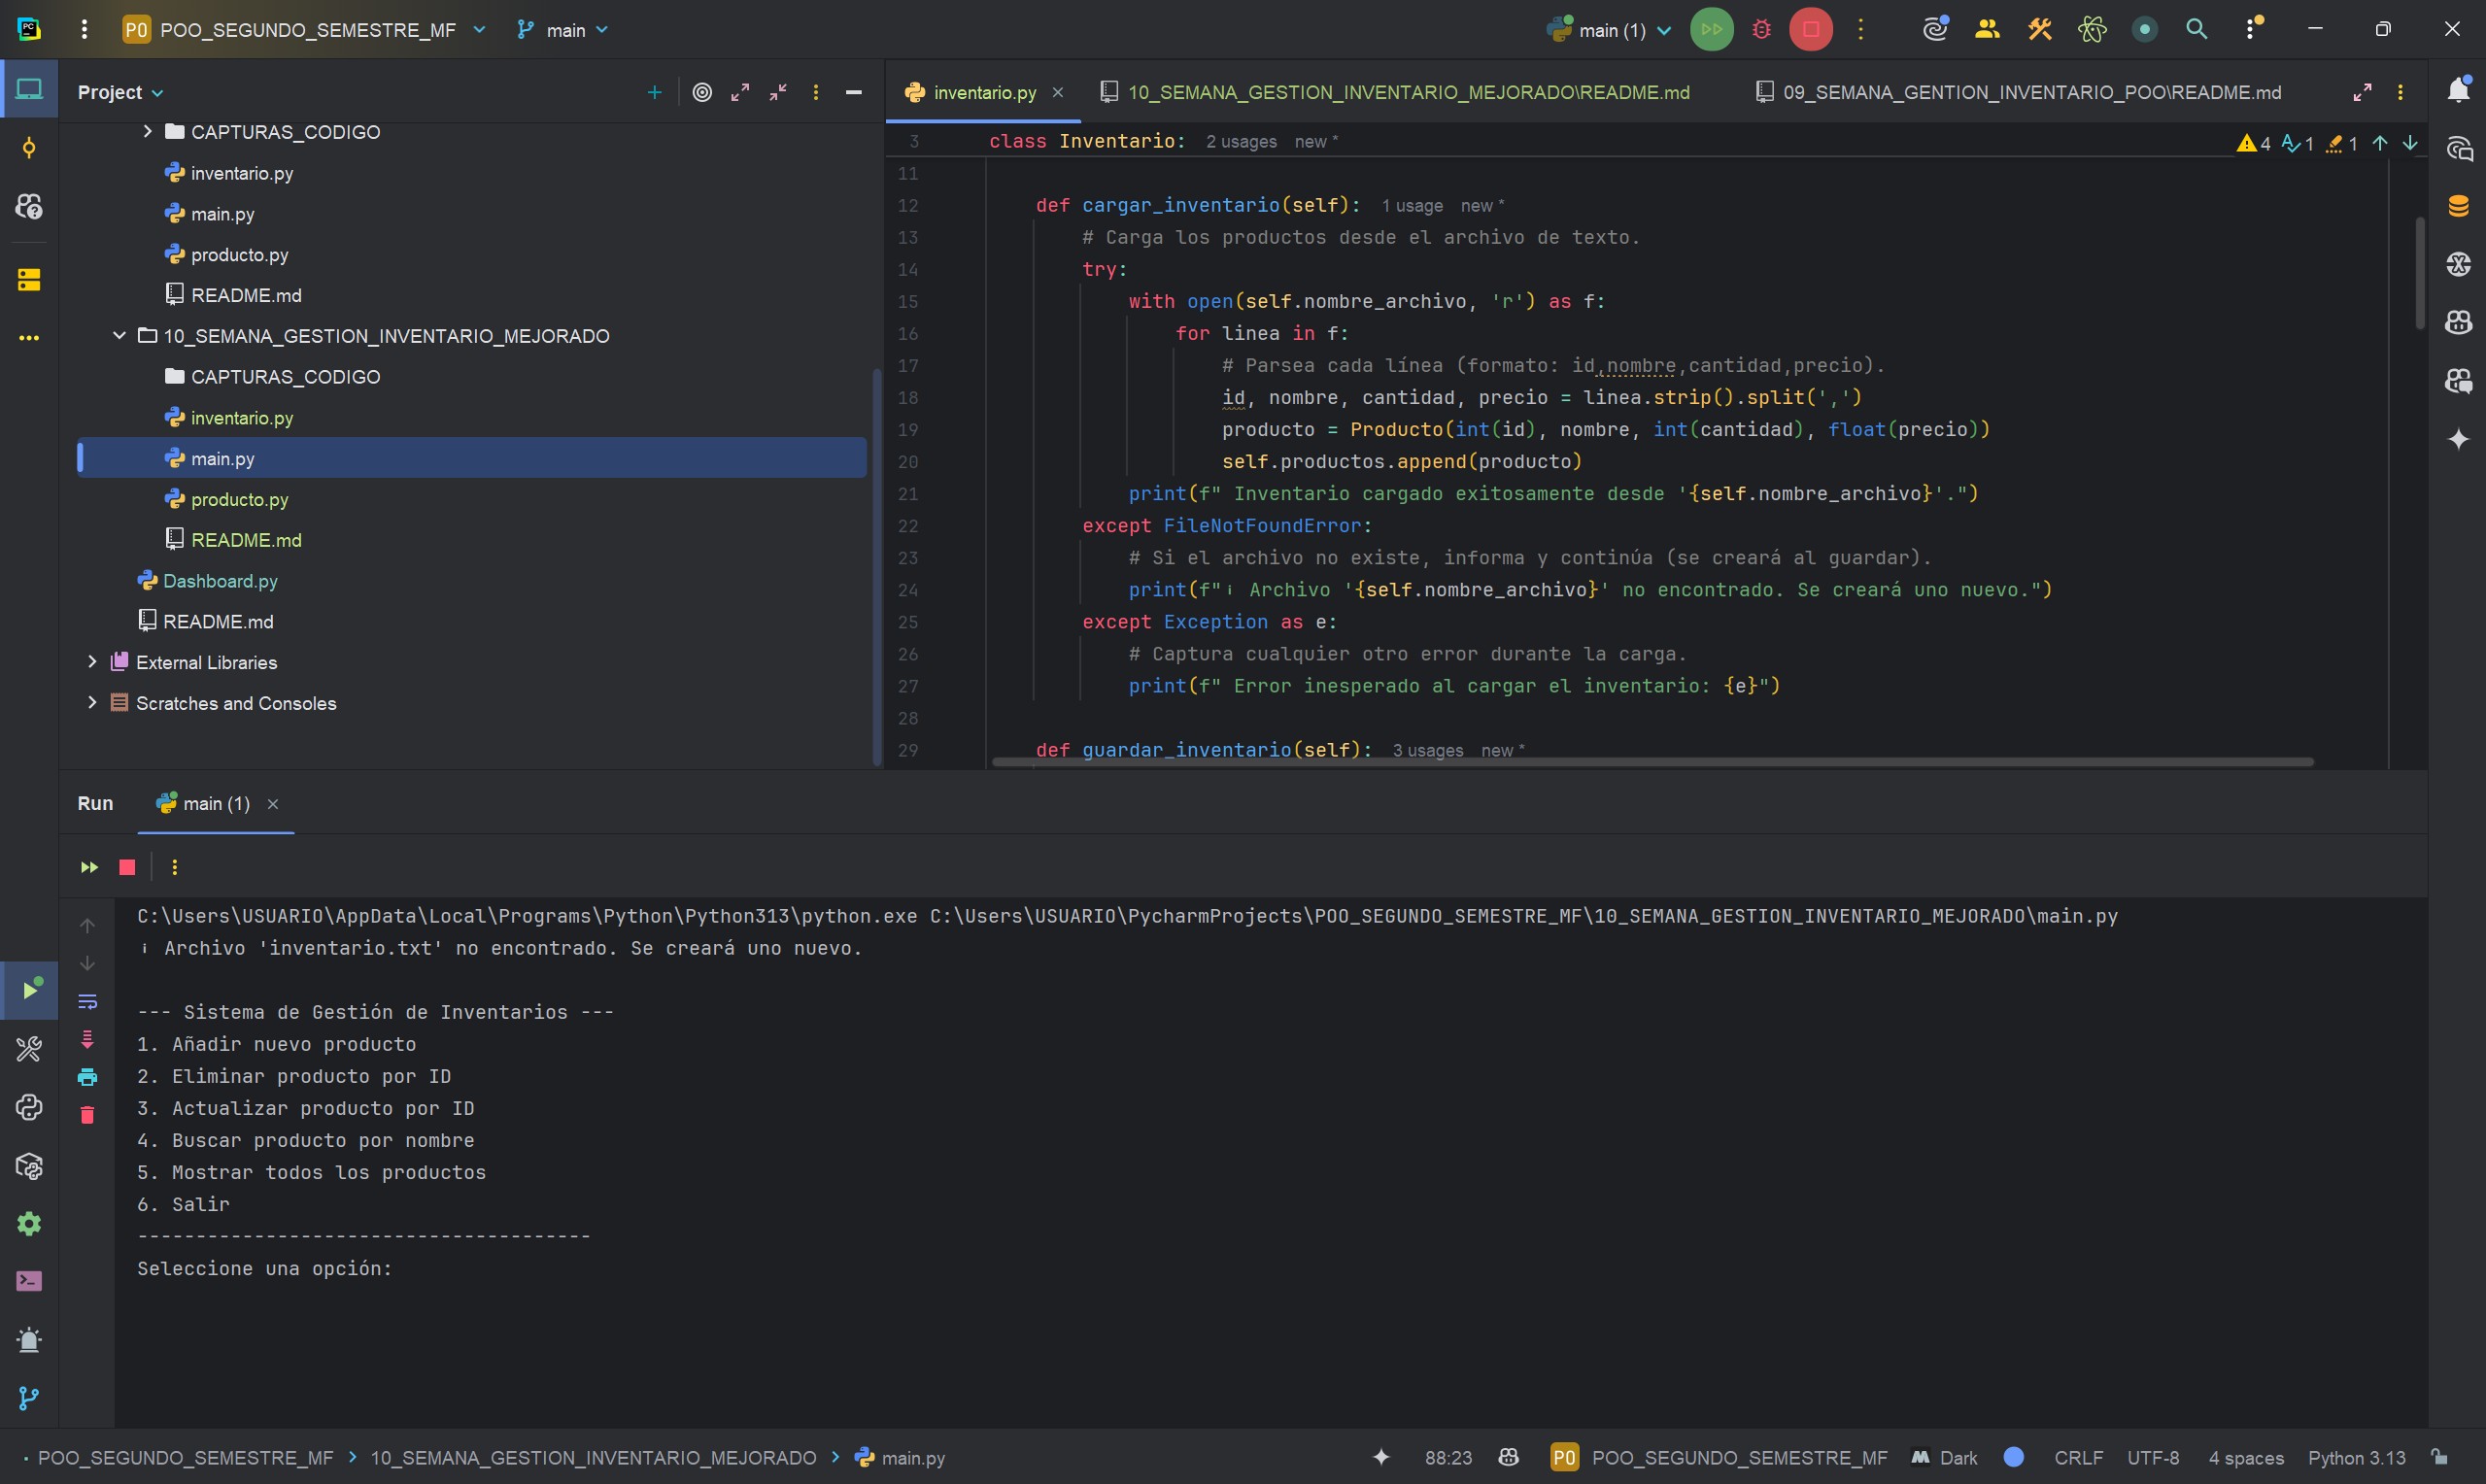 PC
PO POO_SEGUNDO_SEMESTRE_MF main main (1)
Project
CAPTURAS_CODIGO
inventario.py
main.py
producto.py
README.md
10_SEMANA_GESTION_INVENTARIO_MEJORADO
CAPTURAS_CODIGO
inventario.py
main.py
producto.py
README.md
Dashboard.py
README.md
External Libraries
Scratches and Consoles
inventario.py 10_SEMANA_GESTION_INVENTARIO_MEJORADO\README.md 09_SEMANA_GENTION_INVENTARIO_POO\README.md
3 class Inventario: 2 usages new * 4 1 1
11
12 def cargar_inventario(self): 1 usage new *
13 # Carga los productos desde el archivo de texto.
14 try:
15 with open(self.nombre_archivo, 'r') as f:
16 for linea in f:
17 # Parsea cada línea (formato: id,nombre,cantidad,precio).
18 id, nombre, cantidad, precio = linea.strip().split(',')
19 producto = Producto(int(id), nombre, int(cantidad), float(precio))
20 self.productos.append(producto)
21 print(f" Inventario cargado exitosamente desde '{self.nombre_archivo}'.")
22 except FileNotFoundError:
23 # Si el archivo no existe, informa y continúa (se creará al guardar).
24 print(f"ℹ Archivo '{self.nombre_archivo}' no encontrado. Se creará uno nuevo.")
25 except Exception as e:
26 # Captura cualquier otro error durante la carga.
27 print(f" Error inesperado al cargar el inventario: {e}")
28
29 def guardar_inventario(self): 3 usages new *
Run main (1)
C:\Users\USUARIO\AppData\Local\Programs\Python\Python313\python.exe C:\Users\USUARIO\PycharmProjects\POO_SEGUNDO_SEMESTRE_MF\10_SEMANA_GESTION_INVENTARIO_MEJORADO\main.py
ℹ Archivo 'inventario.txt' no encontrado. Se creará uno nuevo.
--- Sistema de Gestión de Inventarios ---
1. Añadir nuevo producto
2. Eliminar producto por ID
3. Actualizar producto por ID
4. Buscar producto por nombre
5. Mostrar todos los productos
6. Salir
---------------------------------------
Seleccione una opción:
POO_SEGUNDO_SEMESTRE_MF > 10_SEMANA_GESTION_INVENTARIO_MEJORADO > main.py 88:23 PO POO_SEGUNDO_SEMESTRE_MF Dark CRLF UTF-8 4 spaces Python 3.13